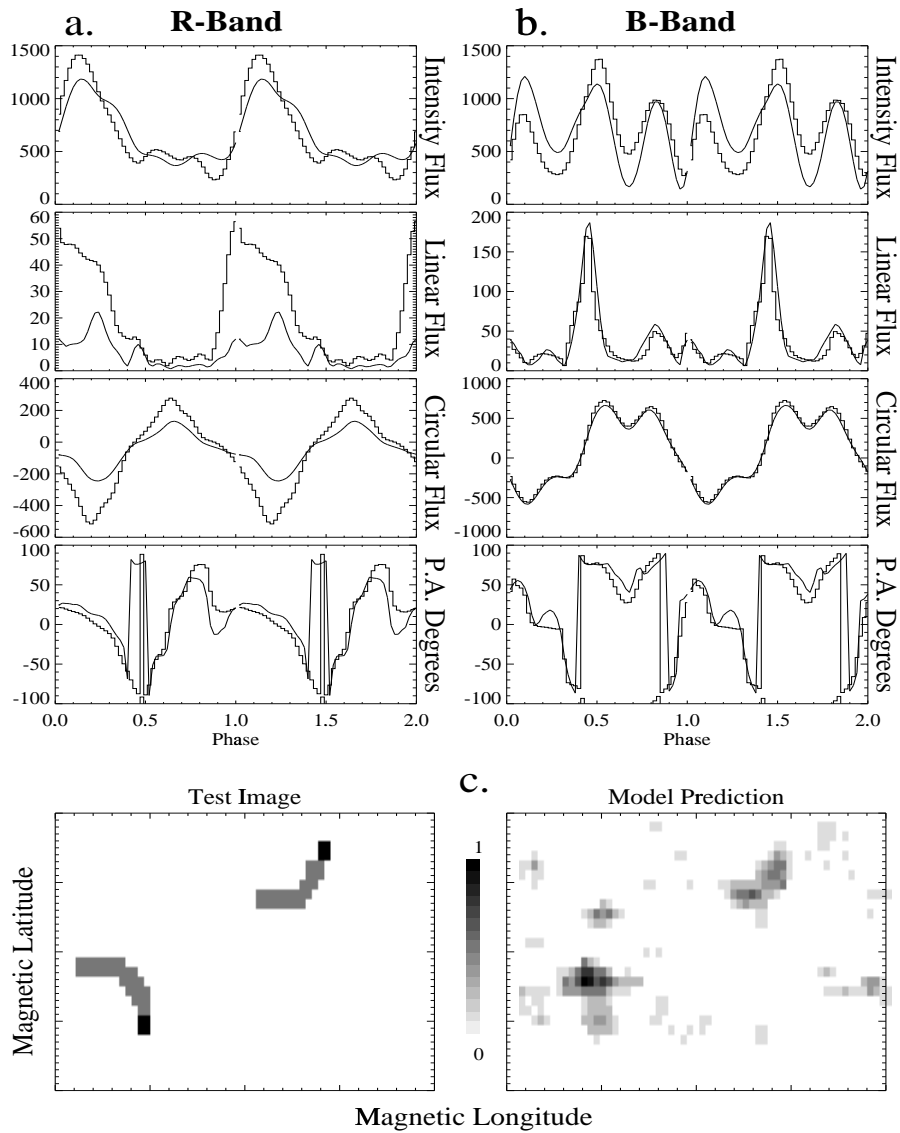 a. R-Band b. B-Band
1500
1000
500
0
Intensity Flux
1500
1000
500
0
Intensity Flux
60
50
40
30
20
10
0
Linear Flux
200
150
100
50
0
Linear Flux
400
200
0
-200
-400
-600
Circular Flux
1000
500
0
-500
-1000
Circular Flux
100
50
0
-50
-100
P.A. Degrees
100
50
0
-50
-100
P.A. Degrees
0.0 0.5 1.0 1.5 2.0
Phase
0.0 0.5 1.0 1.5 2.0
Phase
c.
Test Image
Model Prediction
1
0
Magnetic Latitude
Magnetic Longitude